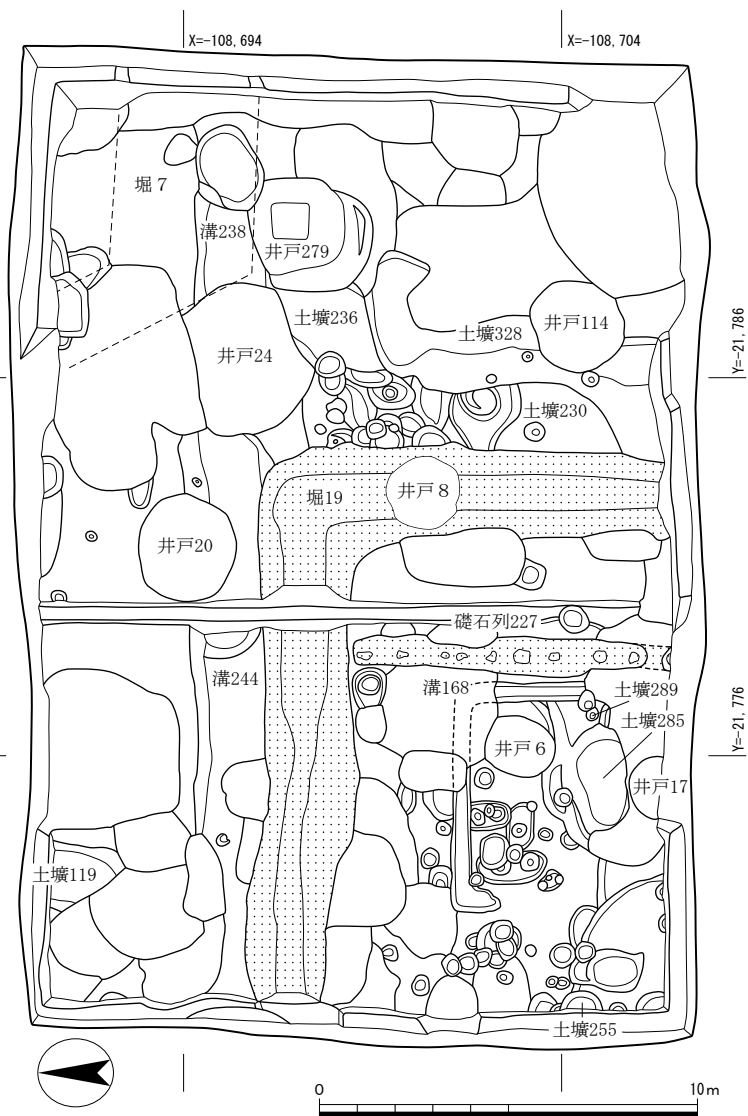 X=-108,694
X=-108,704
堀７
溝238
井戸279
土壙236
Y=-21,786
井戸114
土壙328
井戸24
土壙230
堀19
井戸８
井戸20
礎石列227
溝244
溝168
土壙289
土壙285
Y=-21,776
井戸６
井戸17
土壙119
土壙255
0
10m